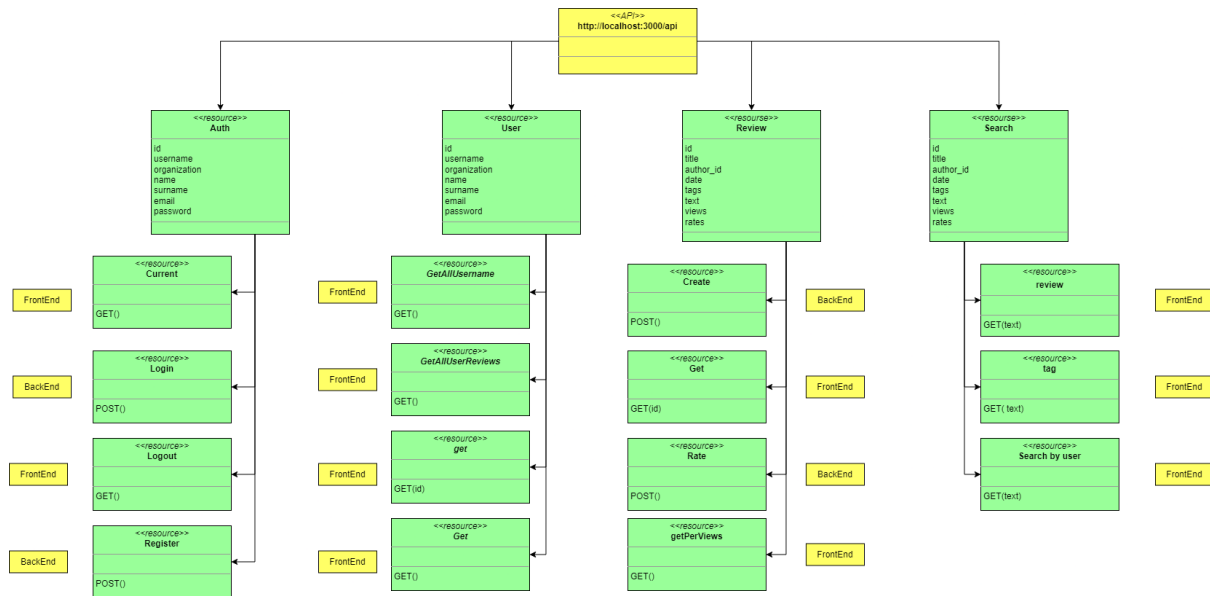 <<API>>
http://localhost:3000/api
<<resource>>
Auth
id
username
organization
name
surname
email
password
<<resource>>
User
id
username
organization
name
surname
email
password
<<resourse>>
Review
id
title
author_id
date
tags
text
views
rates
<<resourse>>
Search
id
title
author_id
date
tags
text
views
rates
FrontEnd
<<resource>>
Current
GET()
BackEnd
<<resource>>
Login
POST()
FrontEnd
<<resource>>
Logout
GET()
BackEnd
<<resource>>
Register
POST()
FrontEnd
<<resource>>
GetAllUsername
GET()
FrontEnd
<<resource>>
GetAllUserReviews
GET()
FrontEnd
<<resource>>
get
GET(id)
FrontEnd
<<resource>>
Get
GET()
<<resource>>
Create
POST()
BackEnd
<<resource>>
Get
GET(id)
FrontEnd
<<resource>>
Rate
POST()
BackEnd
<<resource>>
getPerViews
GET()
FrontEnd
<<resource>>
review
GET(text)
FrontEnd
<<resource>>
tag
GET( text)
FrontEnd
<<resource>>
Search by user
GET(text)
FrontEnd